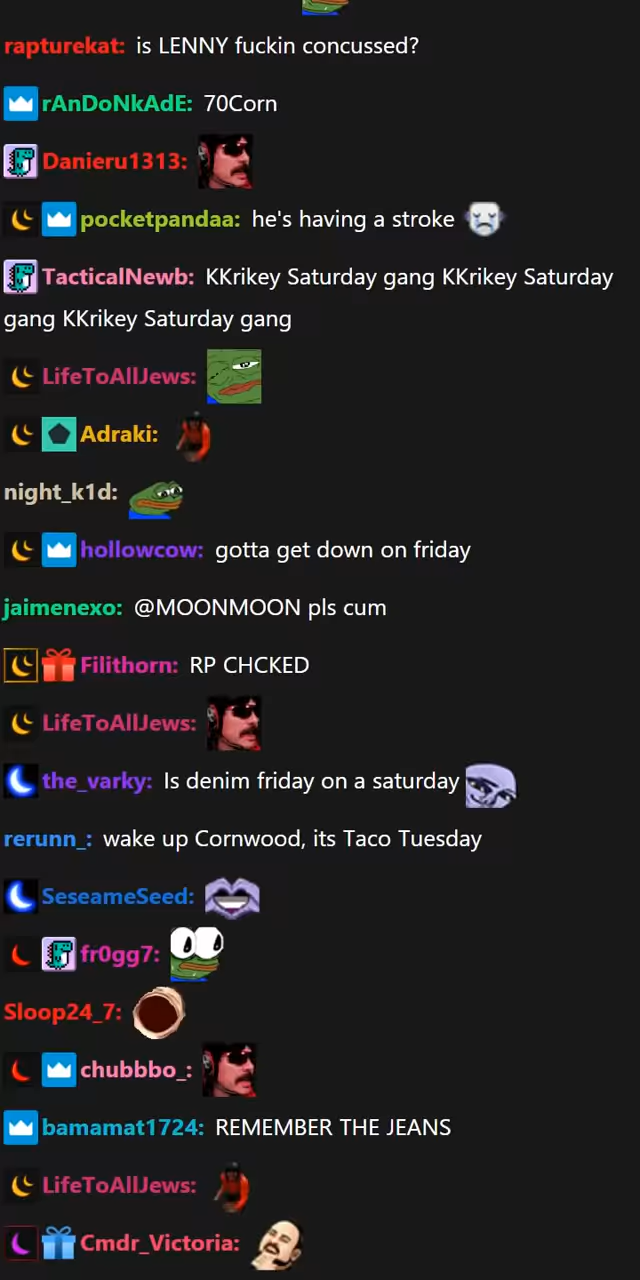 rapturekat: is LENNY fuckin concussed?
rAnDoNkAdE: 70Corn
Danieru1313:
pocketpandaa: he's having a stroke
TacticalNewb: KKrikey Saturday gang KKrikey Saturday
gang KKrikey Saturday gang
LifeToAllJews:
Adraki:
night_k1d:
hollowcow: gotta get down on friday
jaimenexo: @MOONMOON pls cum
Filithorn: RP CHCKED
LifeToAllJews:
the_varky: Is denim friday on a saturday
rerunn_: wake up Cornwood, its Taco Tuesday
SeseameSeed:
fr0gg7:
Sloop24_7:
chubbbo_:
bamamat1724: REMEMBER THE JEANS
LifeToAllJews:
Cmdr_Victoria: